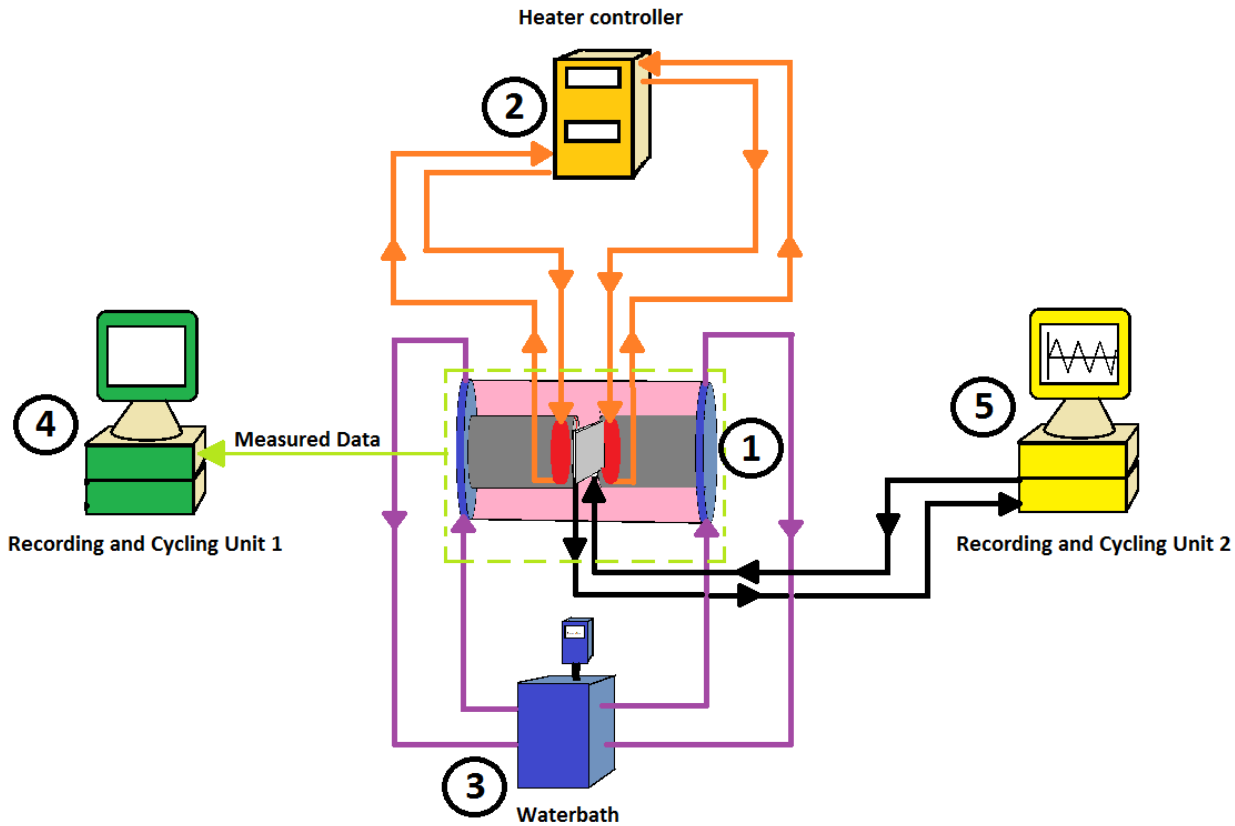 Heater controller
2
5
4
Measured Data
1
Recording and Cycling Unit 1
Recording and Cycling Unit 2
3
Waterbath